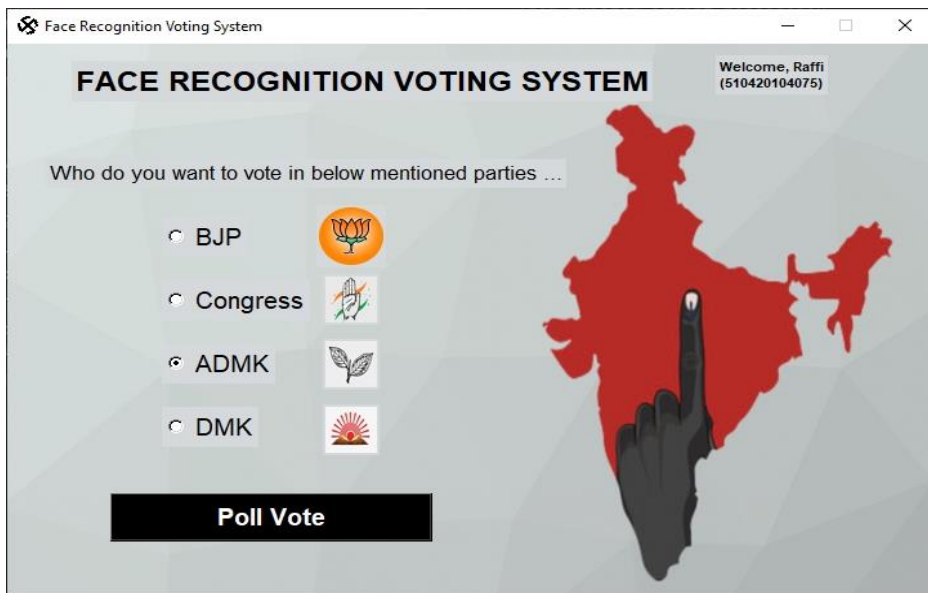 Face Recognition Voting System
FACE RECOGNITION VOTING SYSTEM
Welcome, Raffi
(510420104075)
Who do you want to vote in below mentioned parties ...
BJP
Congress
ADMK
DMK
Poll Vote